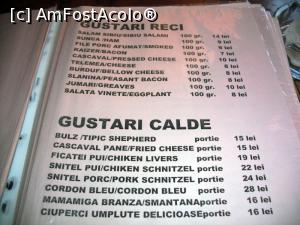 [c] AmFostAcolo®
GUSTARI RECI
SALAM SIBIU/SIBIU SALAMI 100 gr. 14 lei
SUNCA /HAM 100 gr. 9 lei
FILE PORC AFUMAT/SMOKED 100 gr. 9 lei
KAIZER/BACON 100 gr. 7 lei
CASCAVAL/PRESSED CHEESE 100 gr. 10 lei
TELEMEA/CHEESE 100 gr. 8 lei
BURDUF/BELLOW CHEESE 100 gr. 8 lei
SLANINA/PEASANT BACON 100 gr. lei
JUMARI/GREAVES 100 gr. 9 lei
SALATA VINETE/EGGPLANT 100 gr. 8 lei
GUSTARI CALDE
BULZ /TIPIC SHEPHERD portie 15 lei
CASCAVAL PANE/FRIED CHEESE portie 15 lei
FICATEI PUI/CHIKEN LIVERS portie 19 lei
SNITEL PUI/CHIKEN SCHNITZEL portie 22 lei
SNITEL PORC/PORK SCHNITZEL portie 24 lei
CORDON BLEU/CORDON BLEU portie 28 lei
MAMAMIGA BRANZA/SMANTANA portie 16 lei
CIUPERCI UMPLUTE DELICIOASE portie 16 lei